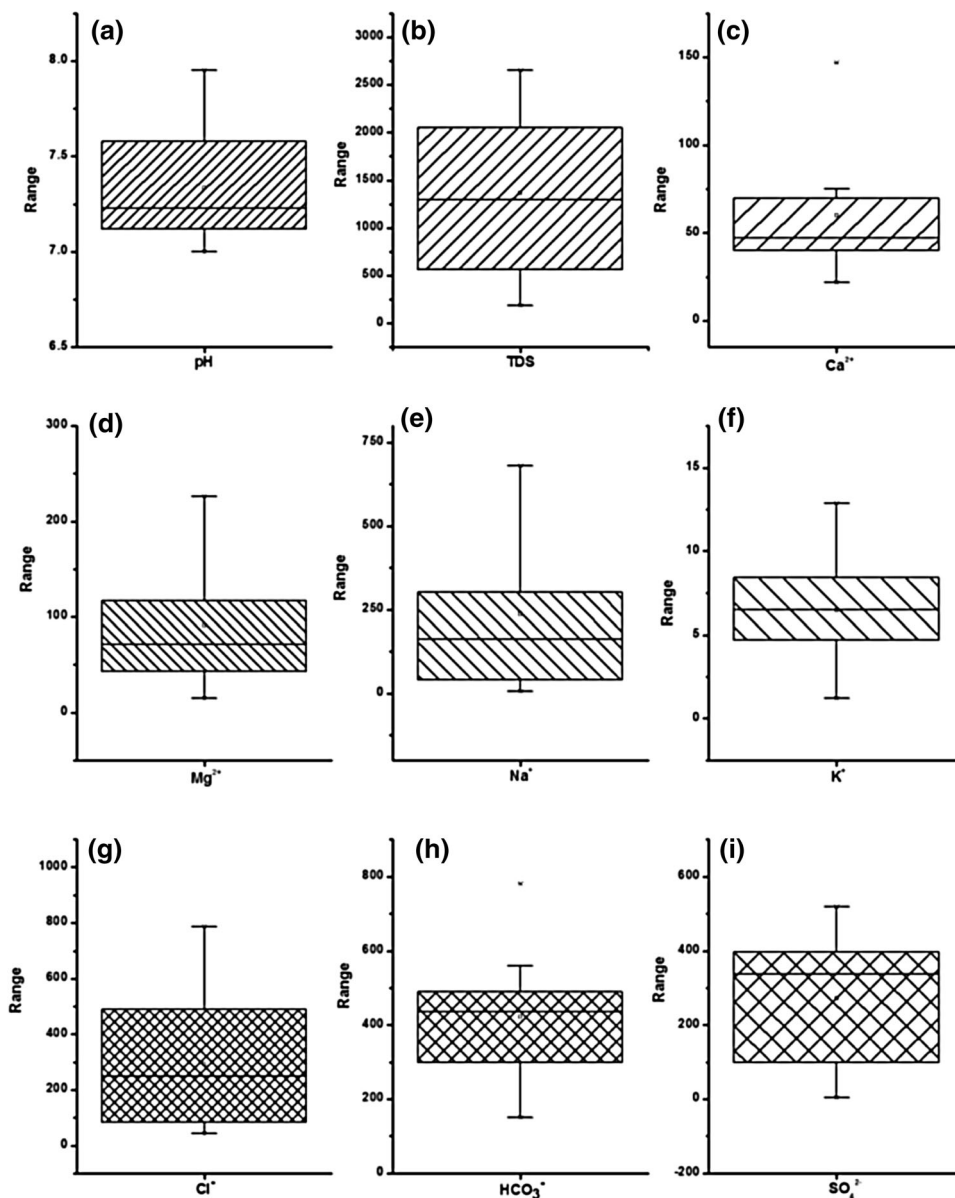 (a) (b) (c)
8.0 3000 150
7.5 2500 100
7.0 2000 50
6.5 1500 0
1000
500
0
Range Range Range
pH TDS Ca²⁺
(d) (e) (f)
300 750 15
200 500 10
100 250 5
0 0 0
Range Range Range
Mg²⁺ Na⁺ K⁺
(g) (h) (i)
1000 800 600
800 600 400
600 400 200
400 200 0
200 0 -200
0
Range Range Range
Cl⁻ HCO₃⁻ SO₄²⁻